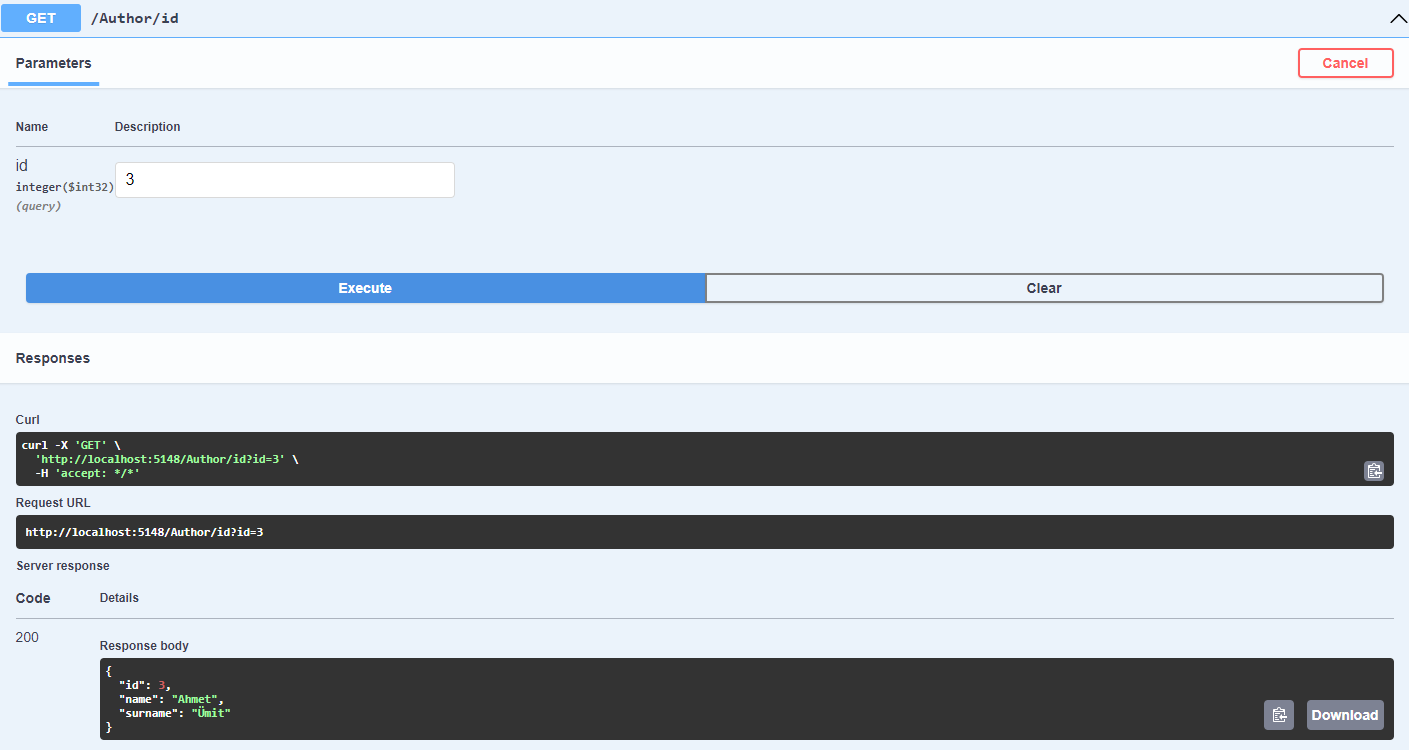 GET /Author/id
Parameters
Cancel
Name Description
id
integer($int32)
(query)
3
Execute
Clear
Responses
Curl
curl -X 'GET' \
  'http://localhost:5148/Author/id?id=3' \
  -H 'accept: */*'
Request URL
http://localhost:5148/Author/id?id=3
Server response
Code Details
200
Response body
{
  "id": 3,
  "name": "Ahmet",
  "surname": "Ümit"
}
Download